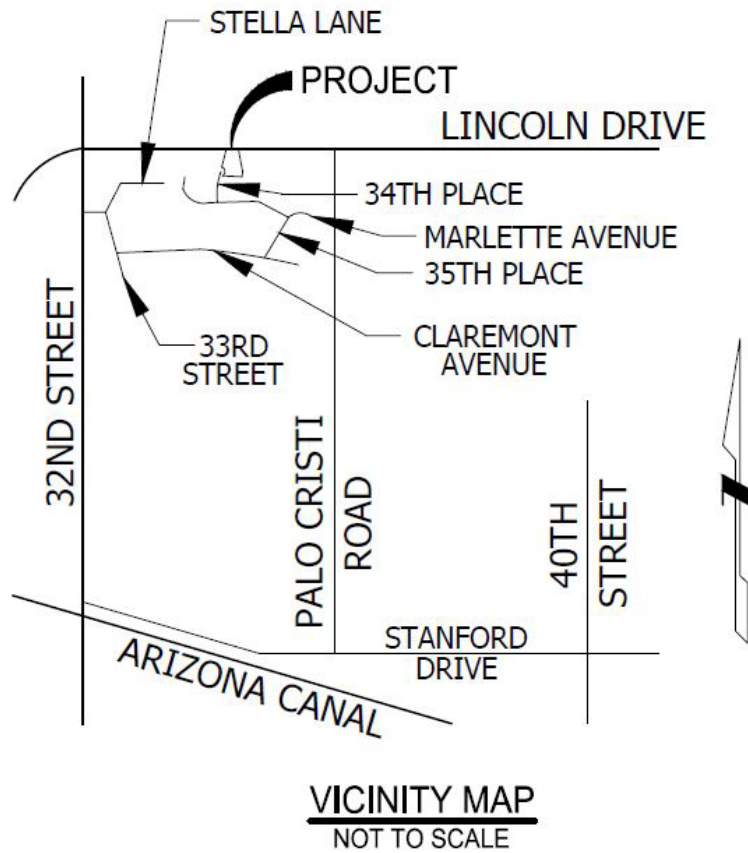 STELLA LANE
PROJECT
LINCOLN DRIVE
34TH PLACE
MARLETTE AVENUE
35TH PLACE
33RD
STREET
CLAREMONT
AVENUE
32ND STREET
PALO CRISTI
ROAD
40TH
STREET
STANFORD
DRIVE
ARIZONA CANAL
VICINITY MAP
NOT TO SCALE